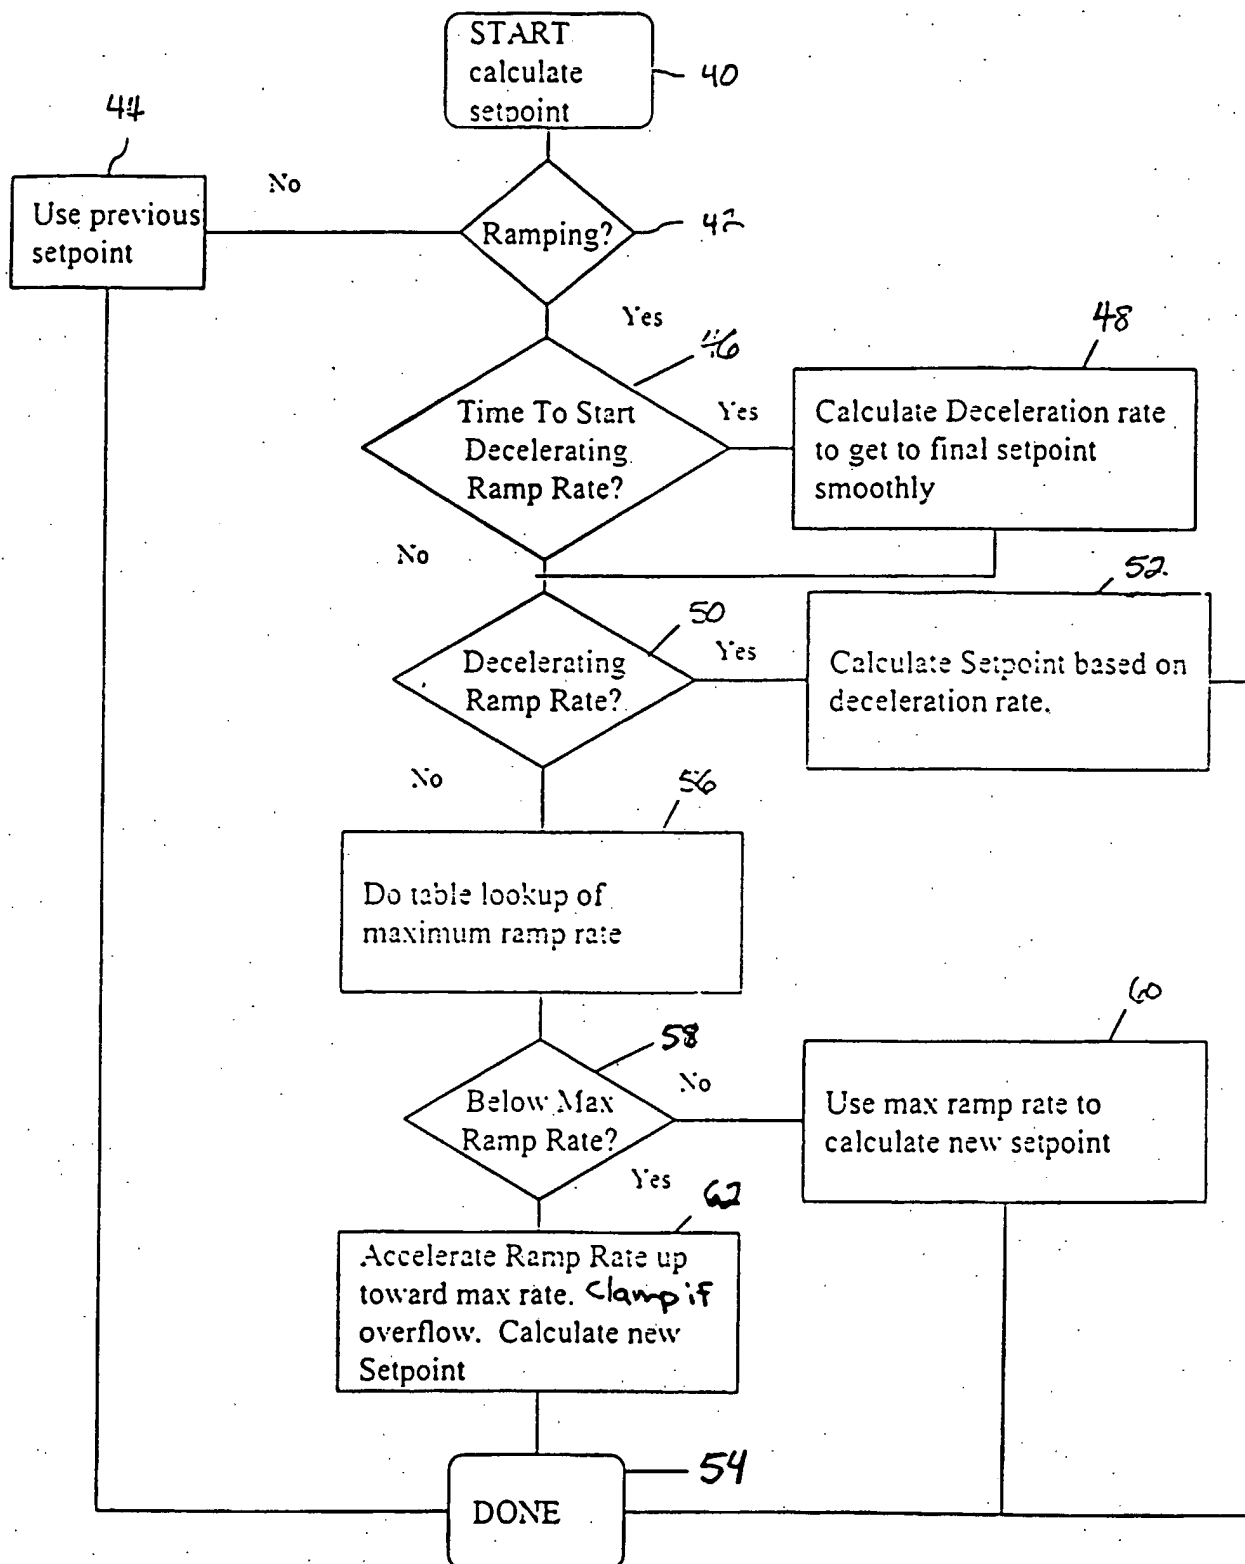 START
calculate
setpoint
40
44
No
Use previous
setpoint
Ramping?
42
Yes
46
48
Time To Start
Decelerating
Ramp Rate?
Yes
Calculate Deceleration rate
to get to final setpoint
smoothly
No
52
50
Decelerating
Ramp Rate?
Yes
Calculate Setpoint based on
deceleration rate.
No
56
Do table lookup of
maximum ramp rate
60
58
Below Max
Ramp Rate?
No
Use max ramp rate to
calculate new setpoint
Yes
62
Accelerate Ramp Rate up
toward max rate. Clamp if
overflow. Calculate new
Setpoint
54
DONE